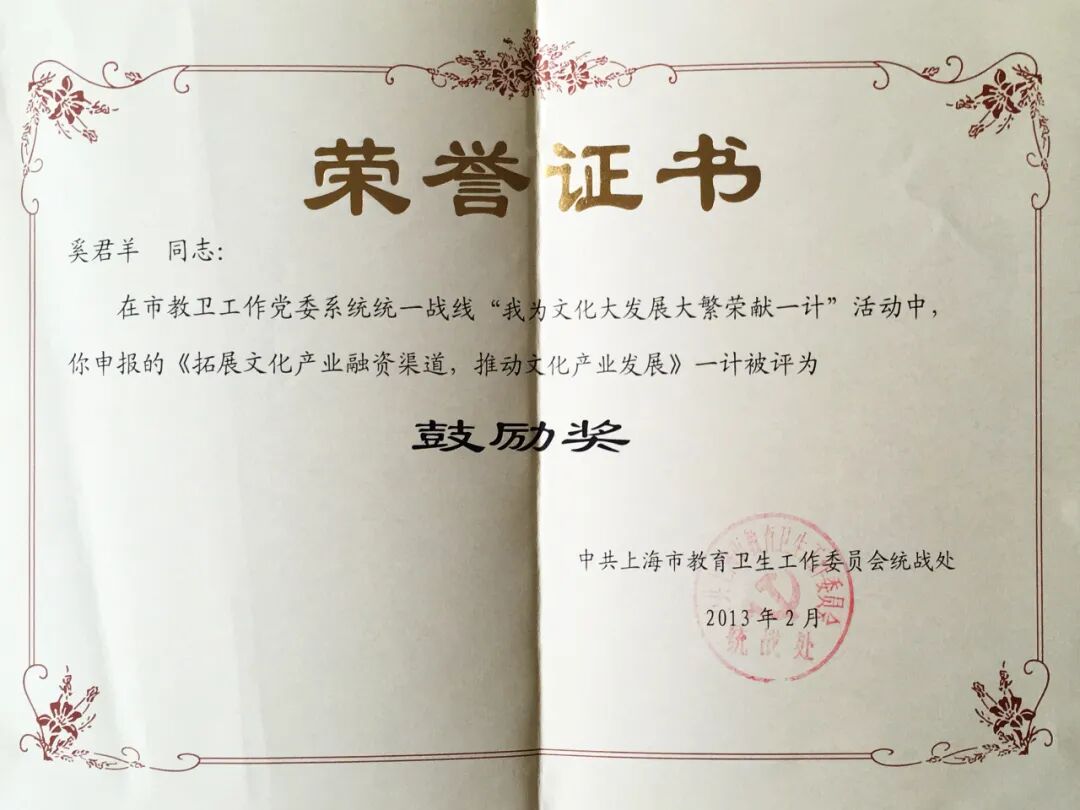 荣誉证书
奚君羊 同志：
在市教卫工作党委系统统一战线“我为文化大发展大繁荣献一计”活动中，
你申报的《拓展文化产业融资渠道，推动文化产业发展》一计被评为
鼓励奖
中共上海市教育卫生工作委员会统战处
2013年2月
统战处